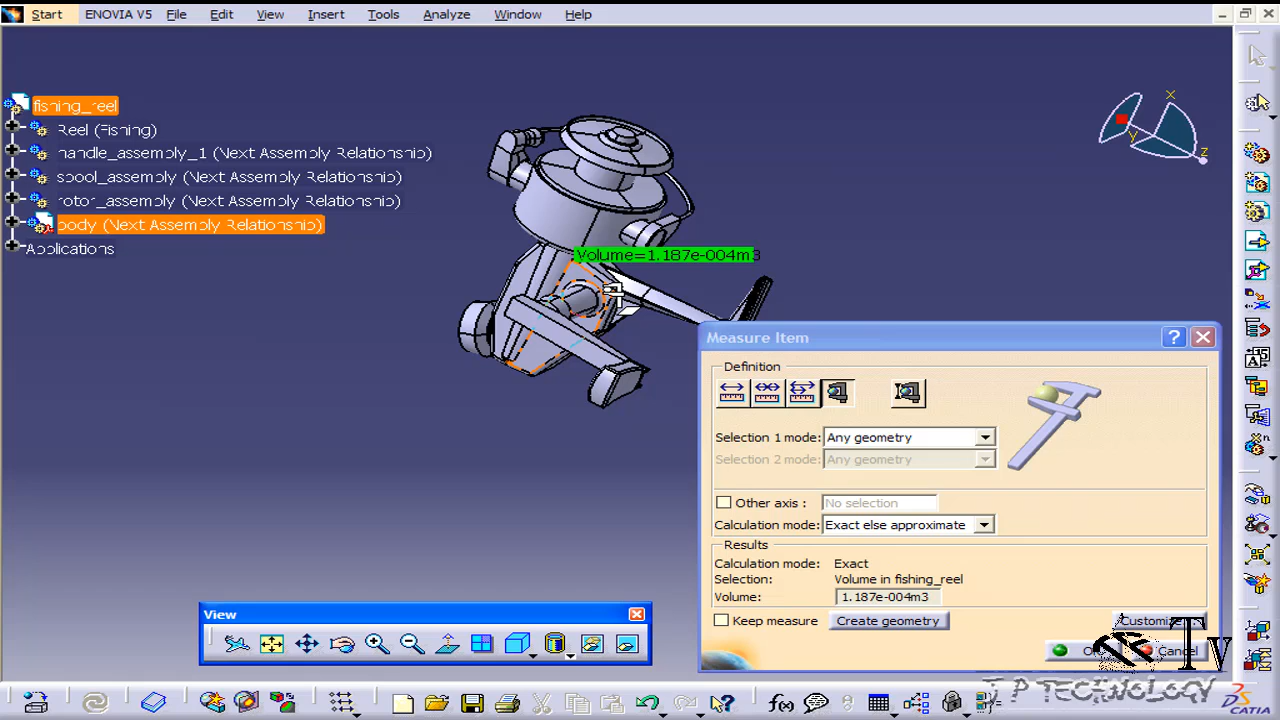 Start ENOVIA V5 File Edit View Insert Tools Analyze Window Help
fishing_reel
Reel (Fishing)
handle_assembly_1 (Next Assembly Relationship)
spool_assembly (Next Assembly Relationship)
rotor_assembly (Next Assembly Relationship)
body (Next Assembly Relationship)
Applications
X
Y
Z
Volume=1.187e-004m3
Measure Item
Definition
Selection 1 mode: Any geometry
Selection 2 mode: Any geometry
Other axis : No selection
Calculation mode: Exact else approximate
Results
Calculation mode: Exact
Selection: Volume in fishing_reel
Volume: 1.187e-004m3
Keep measure Create geometry
Cancel
View
Tv
T P TECHNOLOGY
CATIA